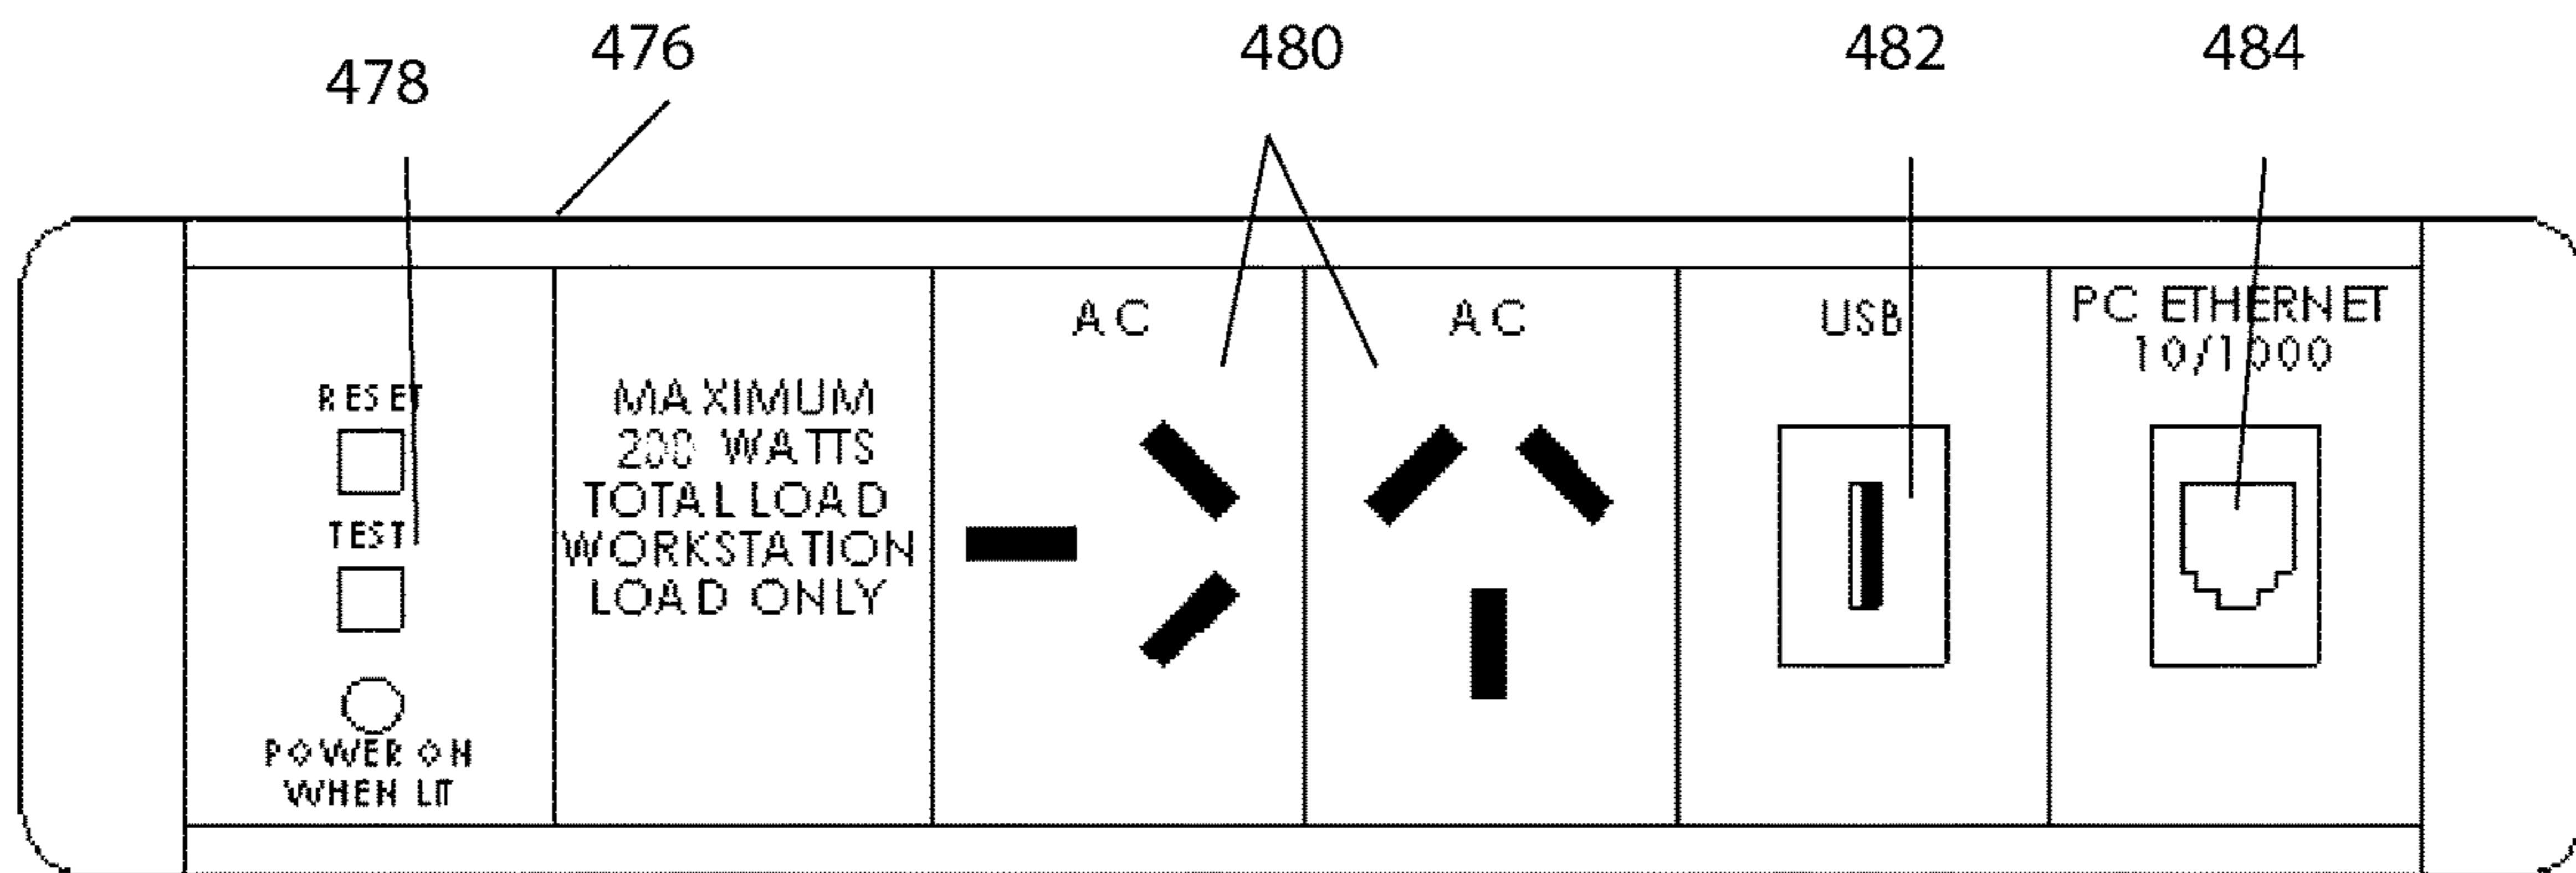 478
476
480
482
484
RESET
TEST
POWER ON
WHEN LIT
MAXIMUM
200 WATTS
TOTAL LOAD
WORKSTATION
LOAD ONLY
AC
AC
USB
PC ETHERNET
10/1000